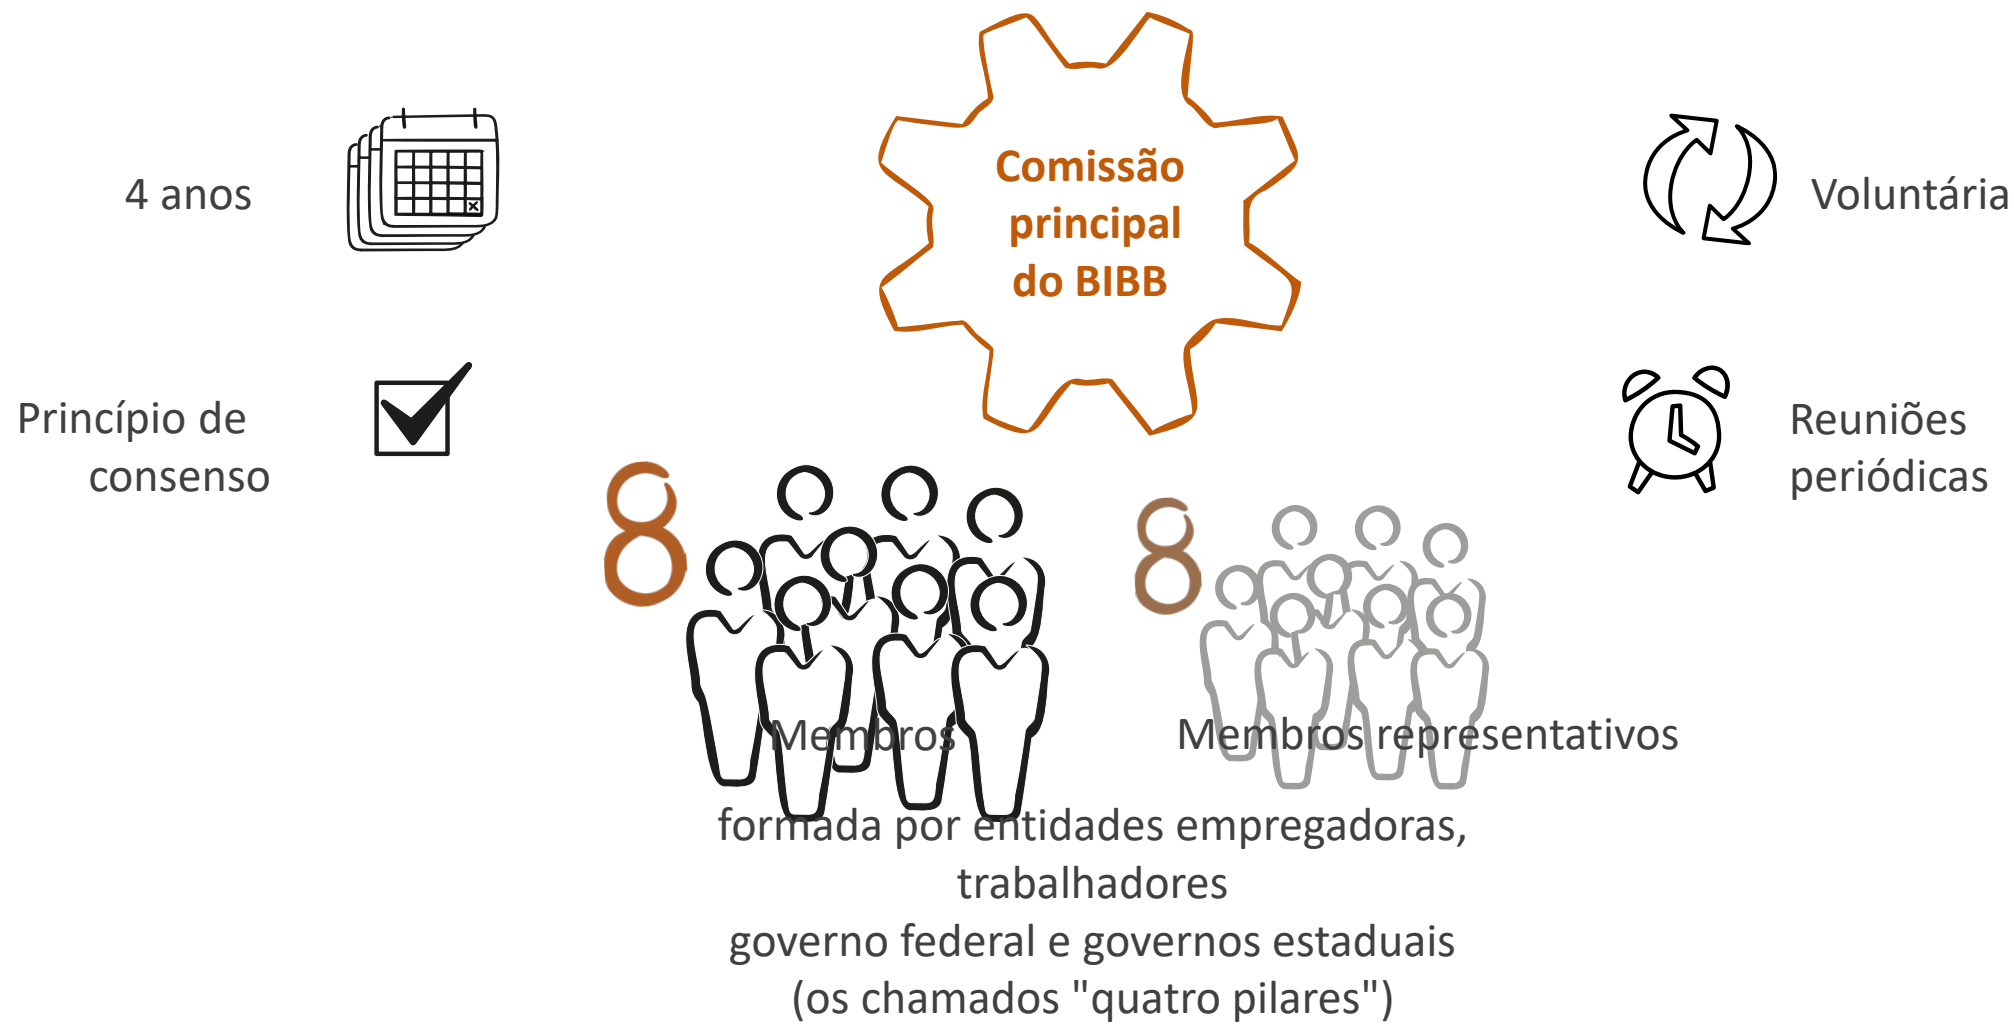 Comissão
principal
do BIBB
4 anos
Voluntária
Princípio de
consenso
Reuniões
periódicas
8
8
Membros
Membros representativos
formada por entidades empregadoras,
trabalhadores
governo federal e governos estaduais
(os chamados "quatro pilares")